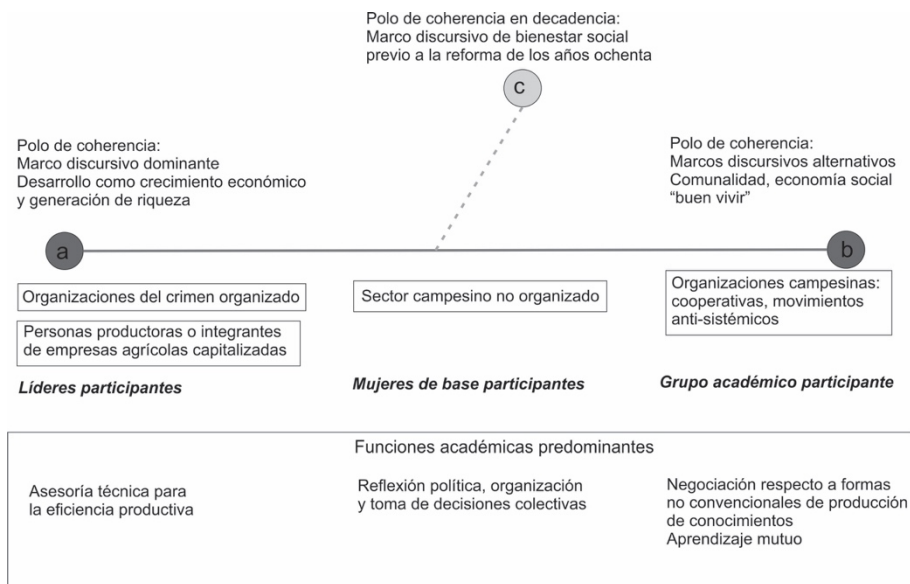 Polo de coherencia en decadencia:
Marco discursivo de bienestar social
previo a la reforma de los años ochenta
c
Polo de coherencia:
Marco discursivo dominante
Desarrollo como crecimiento económico
y generación de riqueza
Polo de coherencia:
Marcos discursivos alternativos
Comunalidad, economía social
“buen vivir”
a
b
Organizaciones del crimen organizado
Personas productoras o integrantes
de empresas agrícolas capitalizadas
Sector campesino no organizado
Organizaciones campesinas:
cooperativas, movimientos
anti-sistémicos
Líderes participantes
Mujeres de base participantes
Grupo académico participante
Funciones académicas predominantes
Asesoría técnica para
la eficiencia productiva
Reflexión política, organización
y toma de decisiones colectivas
Negociación respecto a formas
no convencionales de producción
de conocimientos
Aprendizaje mutuo